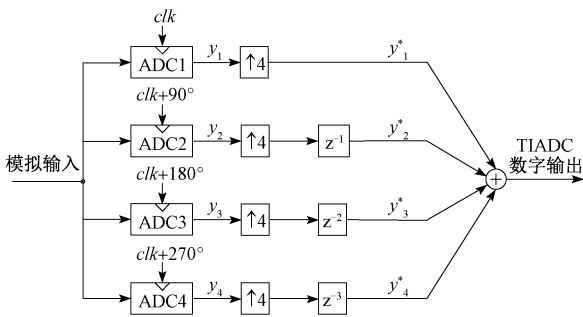 clk
ADC1 y₁ ↑4 y*₁
clk+90°
ADC2 y₂ ↑4 z⁻¹ y*₂
模拟输入
clk+180°
TIADC
数字输出
+
ADC3 y₃ ↑4 z⁻² y*₃
clk+270°
ADC4 y₄ ↑4 z⁻³ y*₄